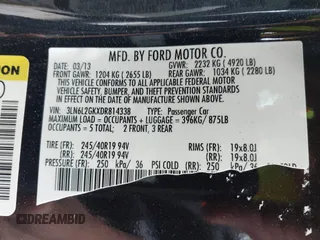 MFD. BY FORD MOTOR CO.
DATE: 03/13 GVWR: 2232 KG ( 4920 LB)
FRONT GAWR: 1204 KG ( 2655 LB) REAR GAWR: 1034 KG ( 2280 LB)
THIS VEHICLE CONFORMS TO ALL APPLICABLE FEDERAL MOTOR
VEHICLE SAFETY, BUMPER, AND THEFT PREVENTION STANDARDS IN
EFFECT ON THE DATE OF MANUFACTURE SHOWN ABOVE.
VIN: 3LN6L2GKXDR814338 TYPE: Passenger Car
MAXIMUM LOAD = OCCUPANTS + LUGGAGE = 396KG/ 875LB
OCCUPANTS = 5 TOTAL: 2 FRONT, 3 REAR
TIRE (FR): 245/40R19 94V RIM (FR): 19x8.0J
(RR): 245/40R19 94V (RR): 19x8.0J
PRESSURE (FR): 250 kPa/ 36 PSI COLD (RR): 250
©DREAMBID